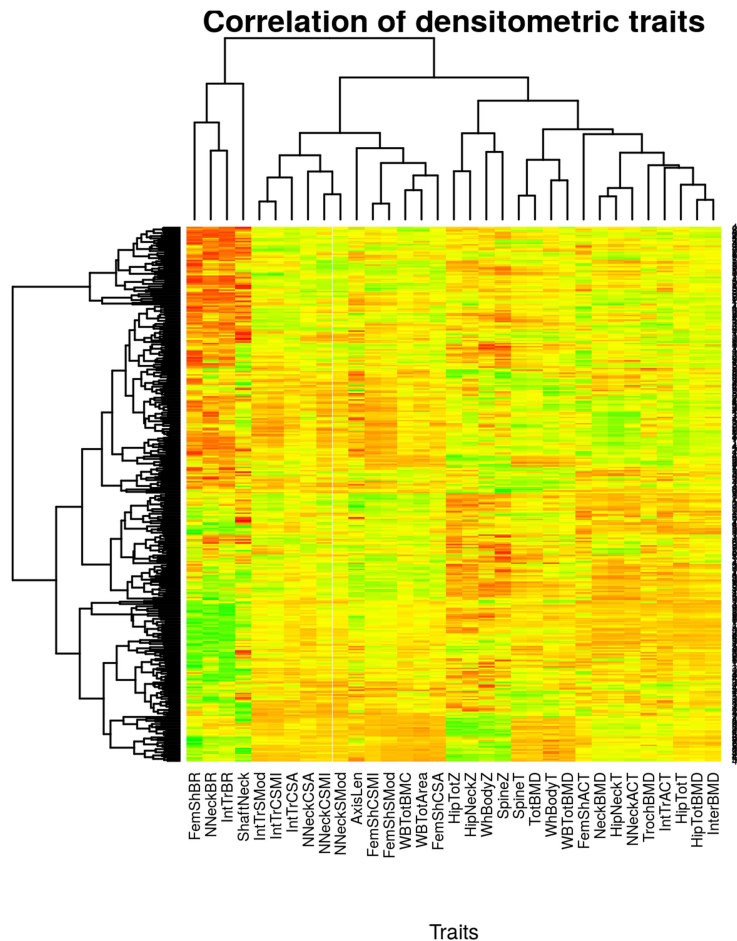 Correlation of densitometric traits
FemShBR
NNeckBR
IntTrBR
ShaftNeck
IntTrSMod
IntTrCSMI
IntTrCSA
NNeckCSA
NNeckCSMI
NNeckSMod
AxisLen
FemShCSMI
FemShSMod
WBTotBMC
WBTotArea
FemShCSA
HipTotZ
HipNeckZ
WhBodyZ
SpineZ
SpineT
TotBMD
WhBodyT
WBTotBMD
FemShACT
NeckBMD
HipNeckT
NNeckACT
TrochBMD
IntTrACT
HipTotT
HipTotBMD
InterBMD
Traits